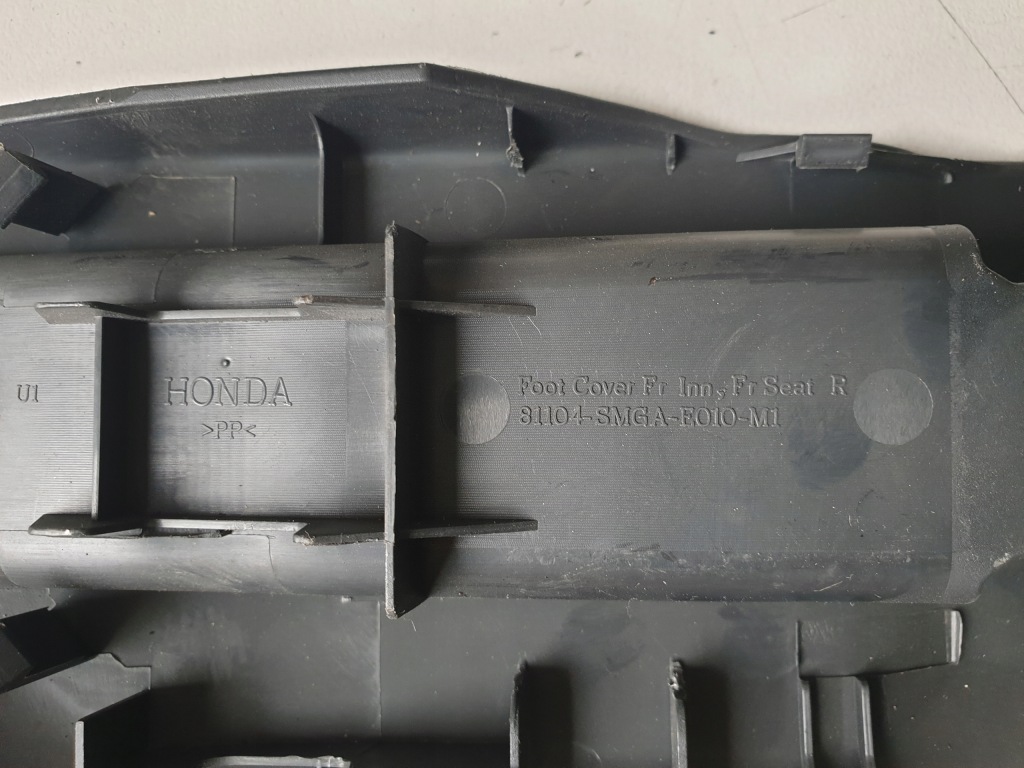 U1
HONDA
>PP<
Foot Cover Fr Inn, Fr Seat R
81104-SMGA-E010-M1